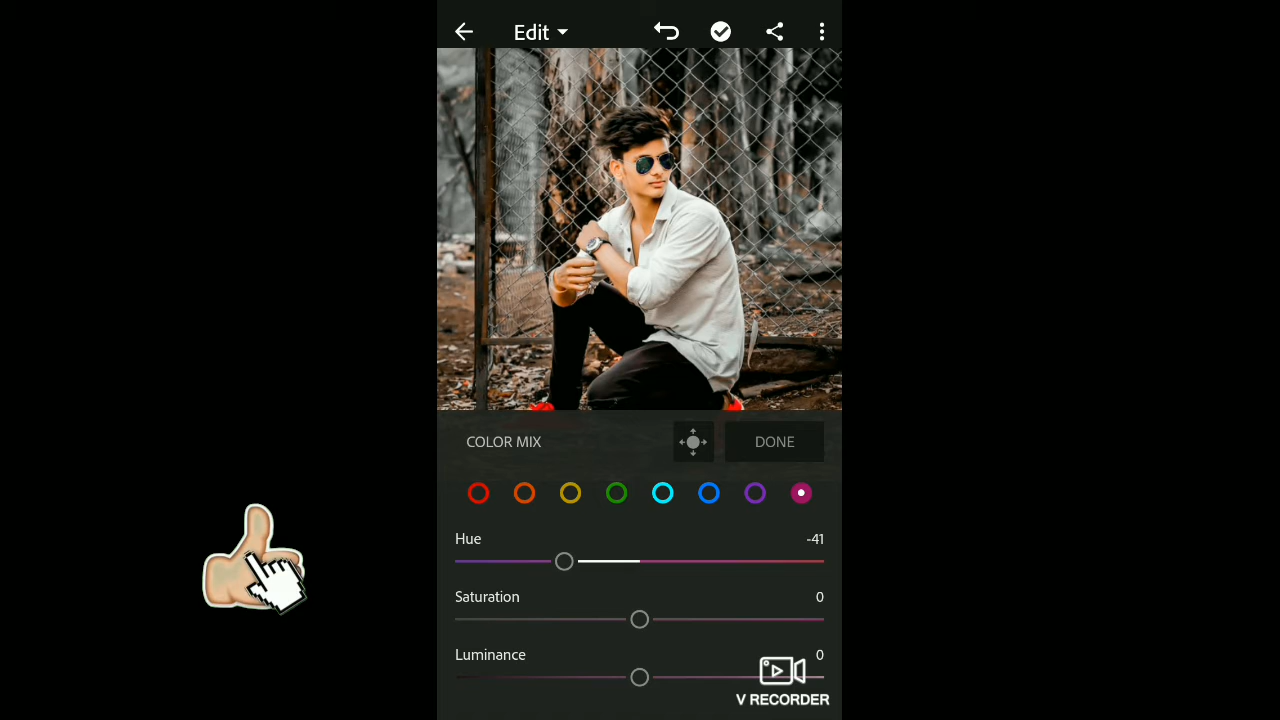 Edit
COLOR MIX
DONE
Hue -41
Saturation 0
Luminance 0
V RECORDER